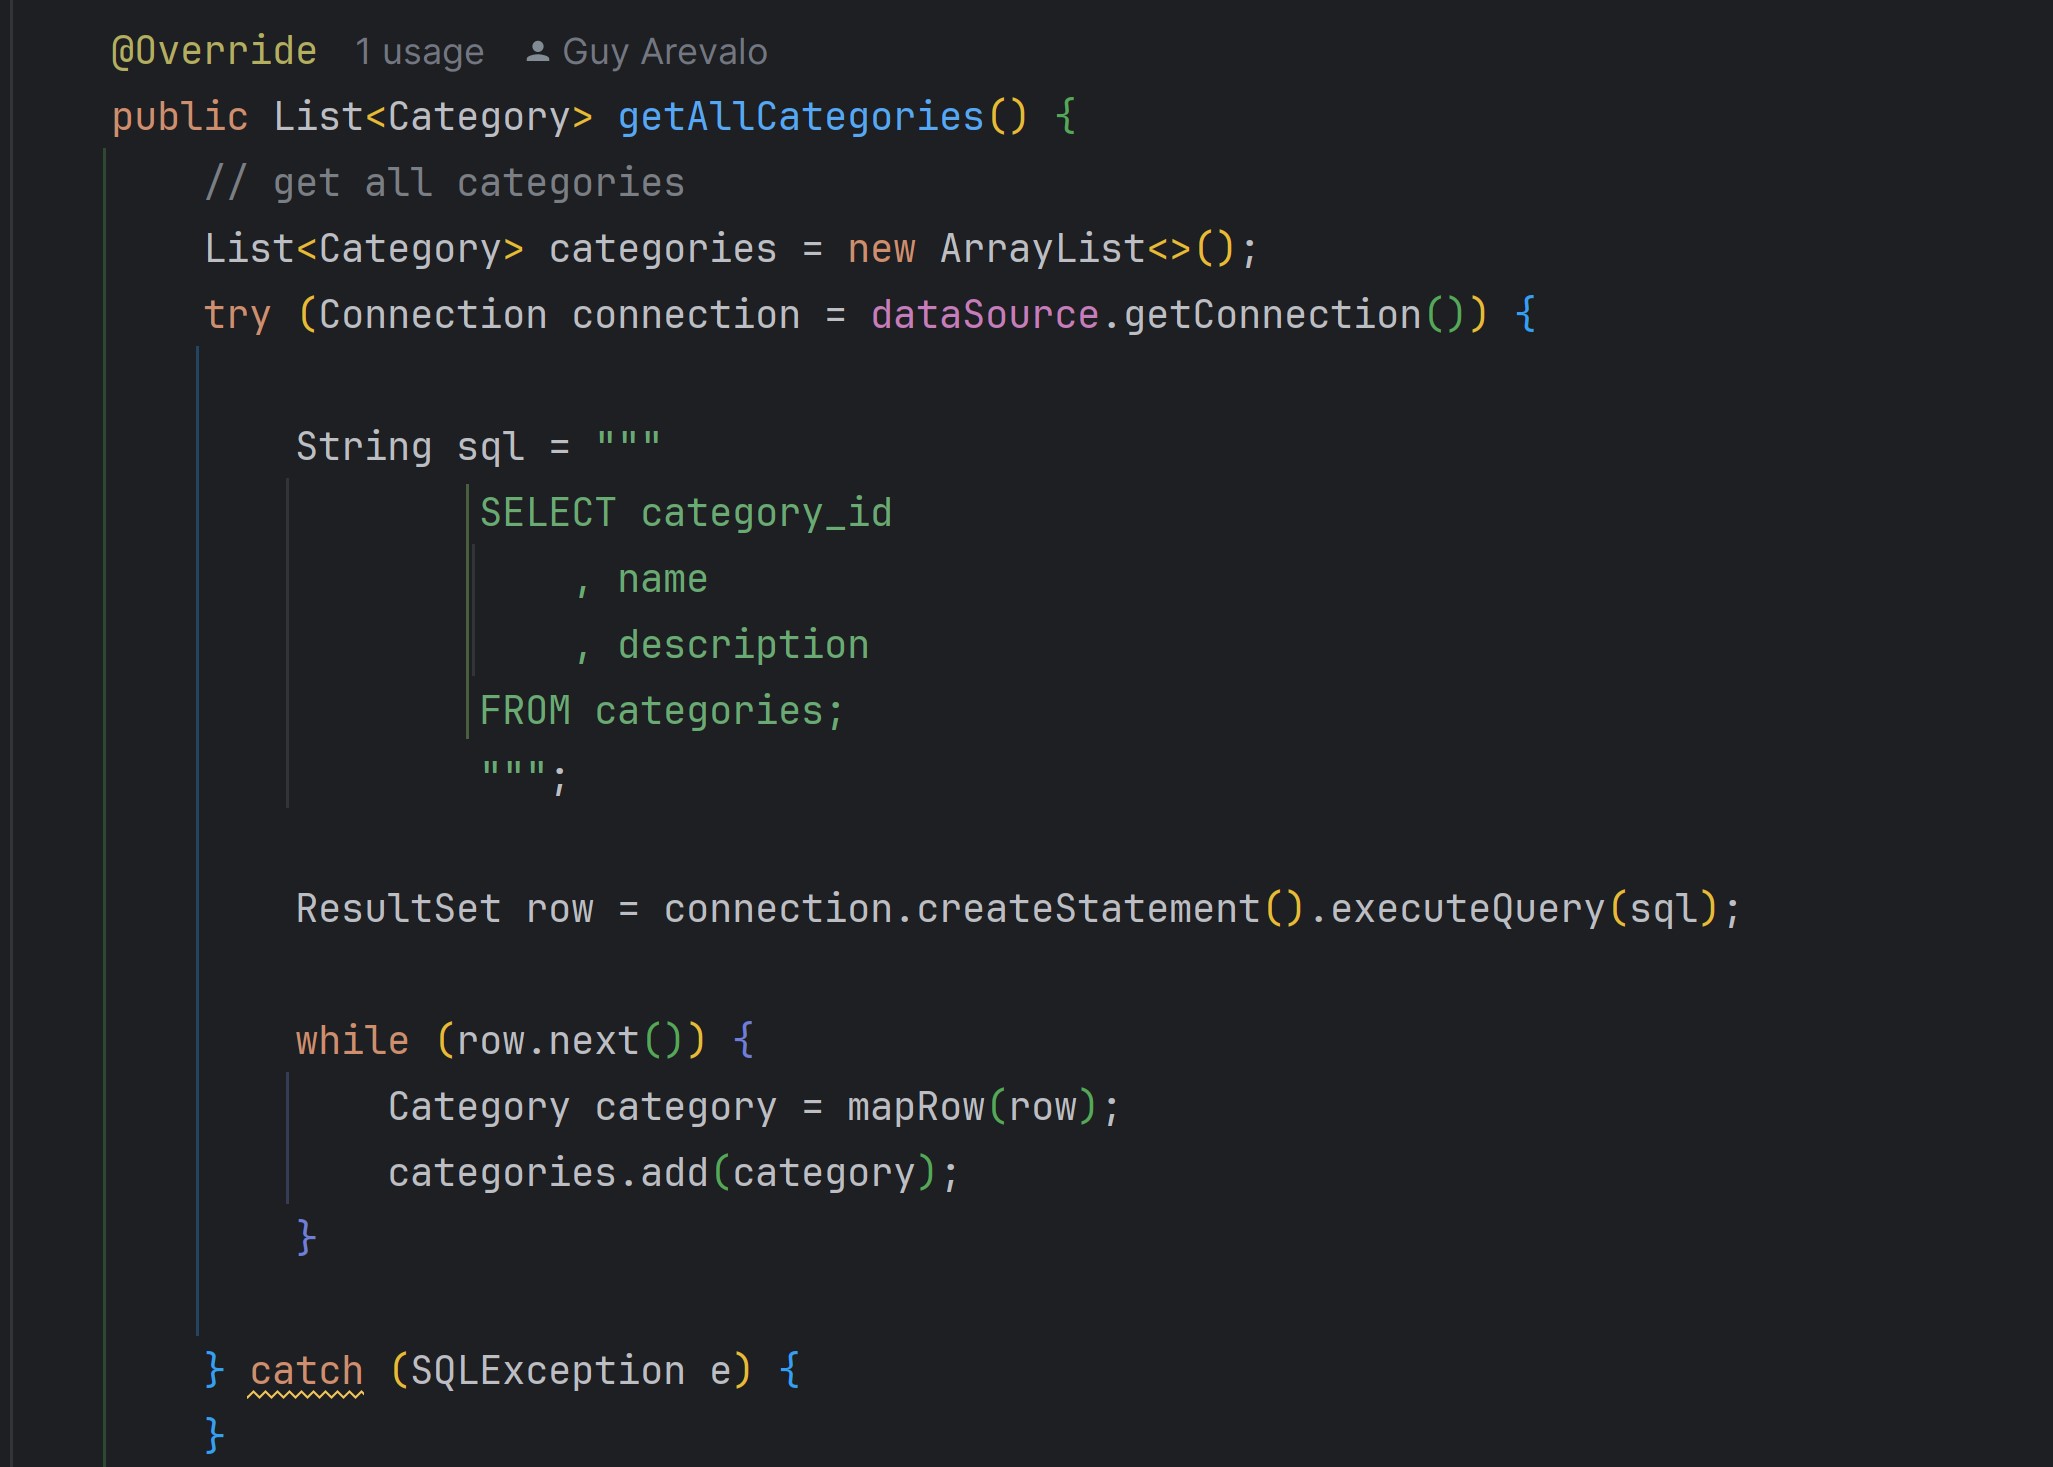 @Override 1 usage Guy Arevalo
public List<Category> getAllCategories() {
// get all categories
List<Category> categories = new ArrayList<>();
try (Connection connection = dataSource.getConnection()) {
String sql = """
SELECT category_id
, name
, description
FROM categories;
""";
ResultSet row = connection.createStatement().executeQuery(sql);
while (row.next()) {
Category category = mapRow(row);
categories.add(category);
}
} catch (SQLException e) {
}